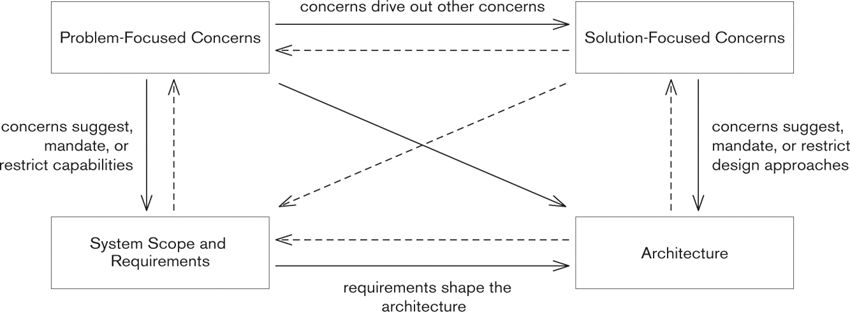 concerns drive out other concerns
Problem-Focused Concerns
Solution-Focused Concerns
concerns suggest,
mandate, or
restrict capabilities
concerns suggest,
mandate, or restrict
design approaches
System Scope and
Requirements
Architecture
requirements shape the
architecture